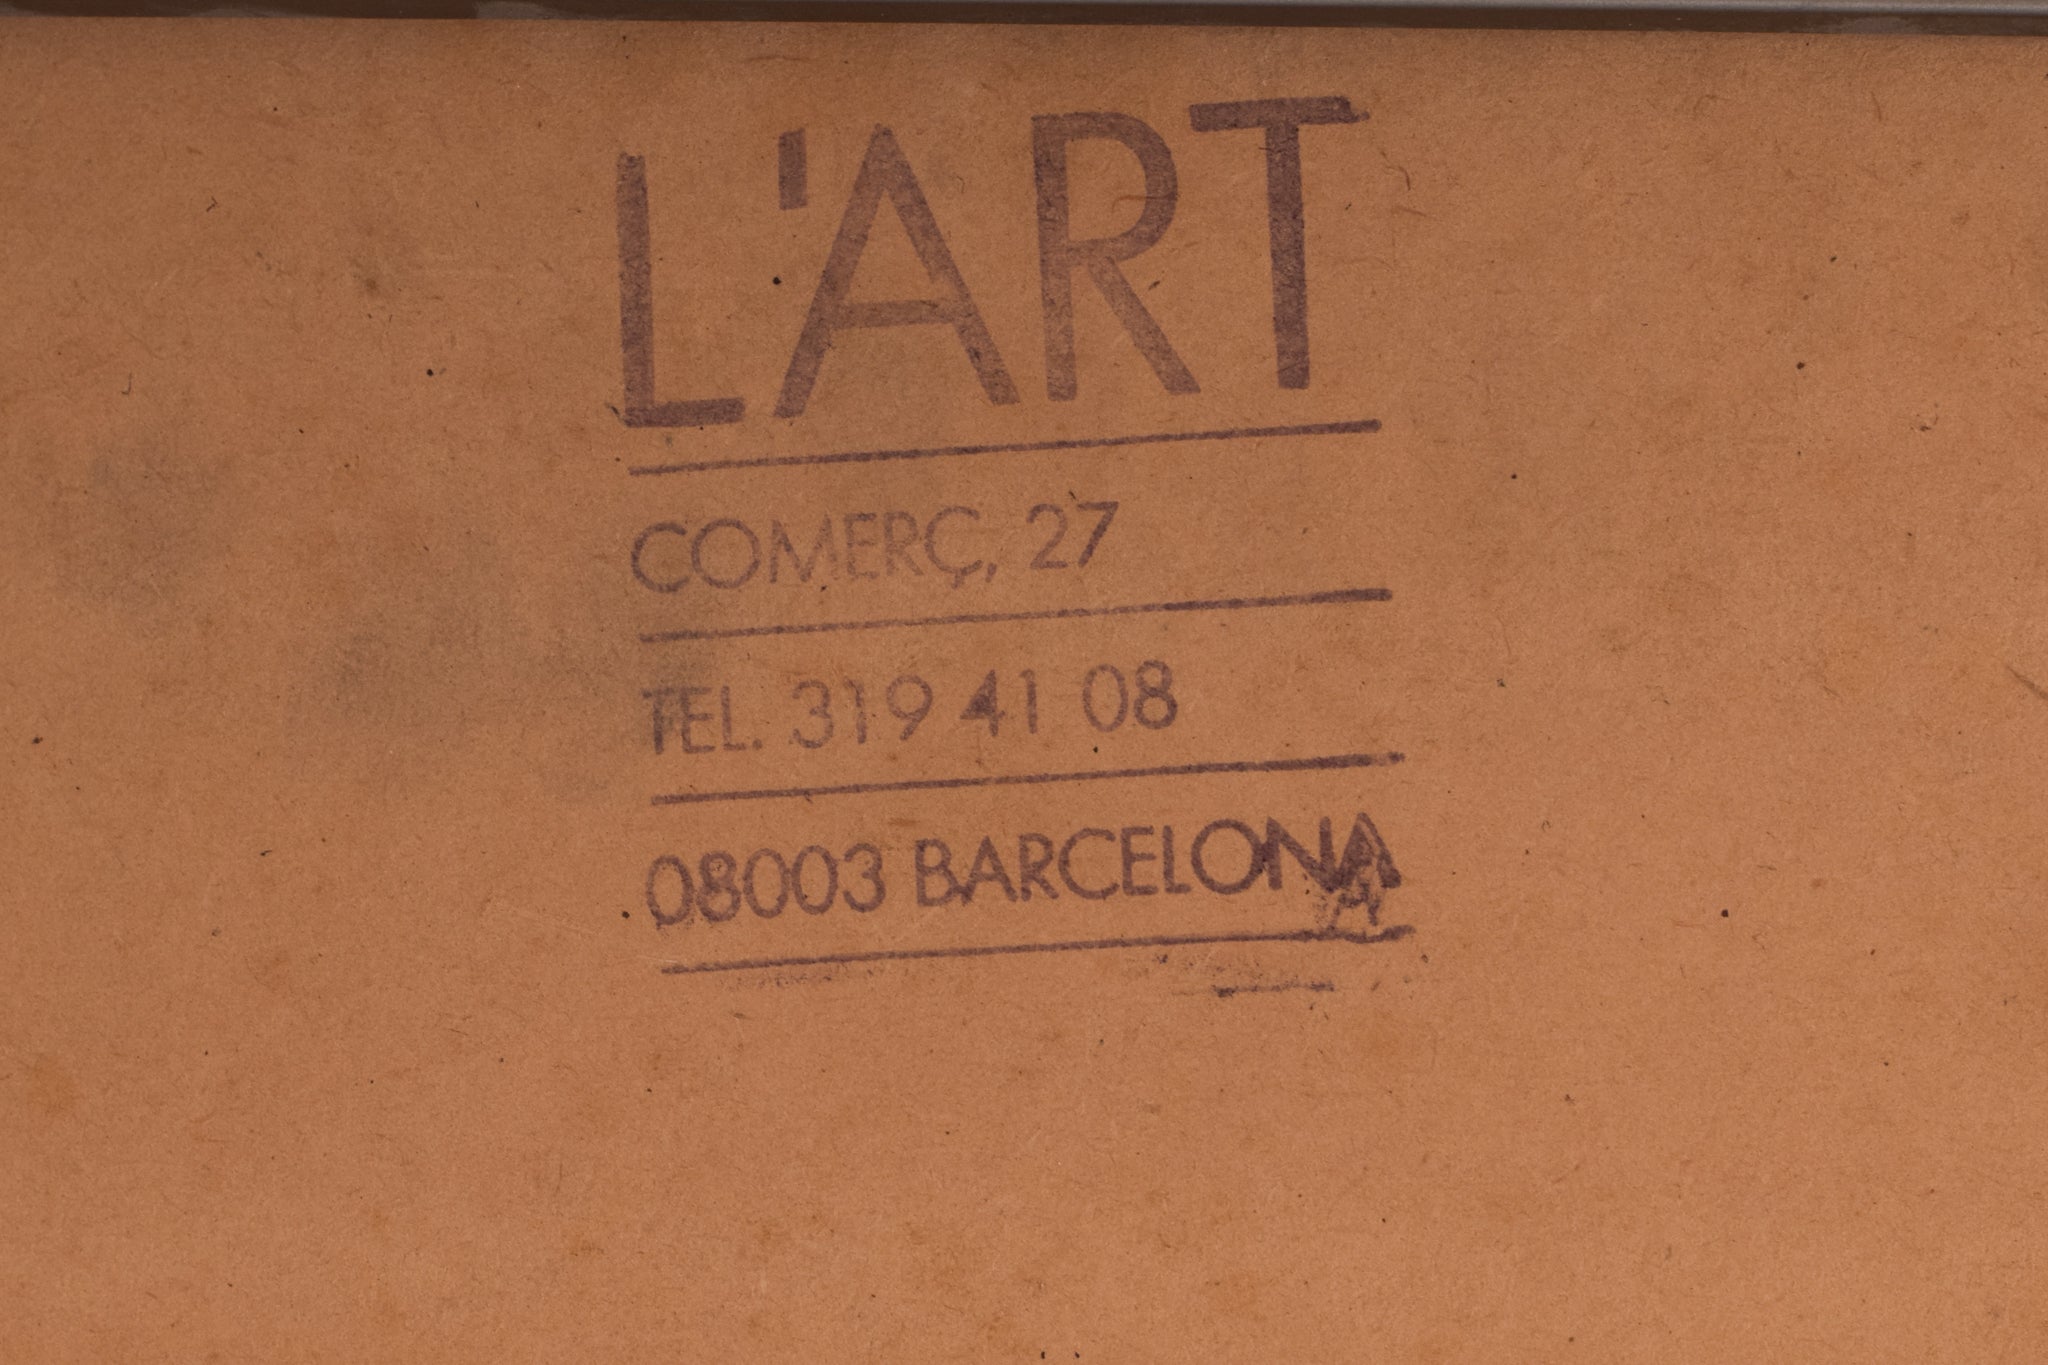 L'ART
COMERÇ, 27
TEL. 319 41 08
08003 BARCELONA